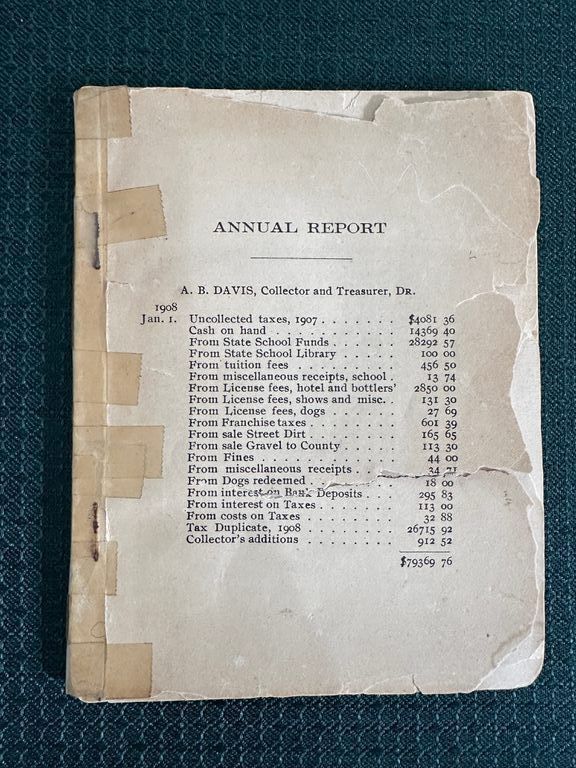 ANNUAL REPORT
A. B. DAVIS, Collector and Treasurer, DR.
1908
Jan. 1. Uncollected taxes, 1907 . . . . . . . $4081 36
Cash on hand . . . . . . . . . . . 14369 40
From State School Funds . . . . . . 28292 57
From State School Library . . . . . 100 00
From tuition fees . . . . . . . . . 456 50
From miscellaneous receipts, school . 13 74
From License fees, hotel and bottlers' 2850 00
From License fees, shows and misc. . 131 30
From License fees, dogs . . . . . . 27 69
From Franchise taxes . . . . . . . . 601 39
From sale Street Dirt . . . . . . . . 165 65
From sale Gravel to County . . . . . 113 30
From Fines . . . . . . . . . . . . 44 00
From miscellaneous receipts . . . . 34 71
From Dogs redeemed . . . . . . . . 18 00
From interest on Bank Deposits . . . 295 83
From interest on Taxes . . . . . . . 113 00
From costs on Taxes . . . . . . . . 32 88
Tax Duplicate, 1908 . . . . . . . . 26715 92
Collector's additions . . . . . . . . 912 52
$79369 76